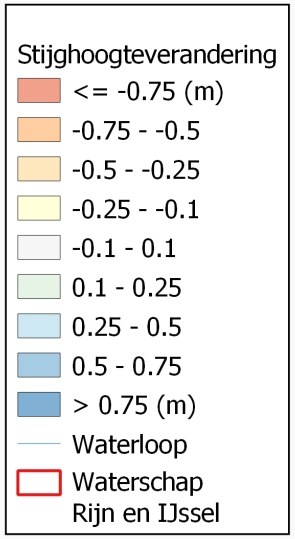 Stijghoogteverandering
<= -0.75 (m)
-0.75 - -0.5
-0.5 - -0.25
-0.25 - -0.1
-0.1 - 0.1
0.1 - 0.25
0.25 - 0.5
0.5 - 0.75
> 0.75 (m)
Waterloop
Waterschap
Rijn en IJssel